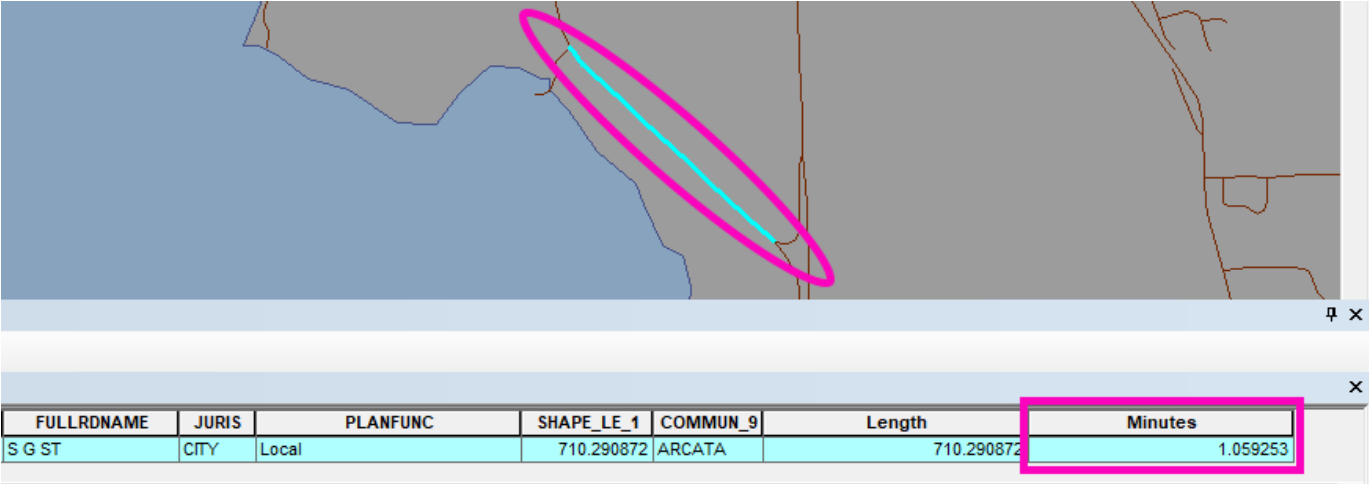 FULLRDNAME JURIS PLANFUNC SHAPE_LE_1 COMMUN_9 Length Minutes
S G ST CITY Local 710.290872 ARCATA 710.290872 1.059253